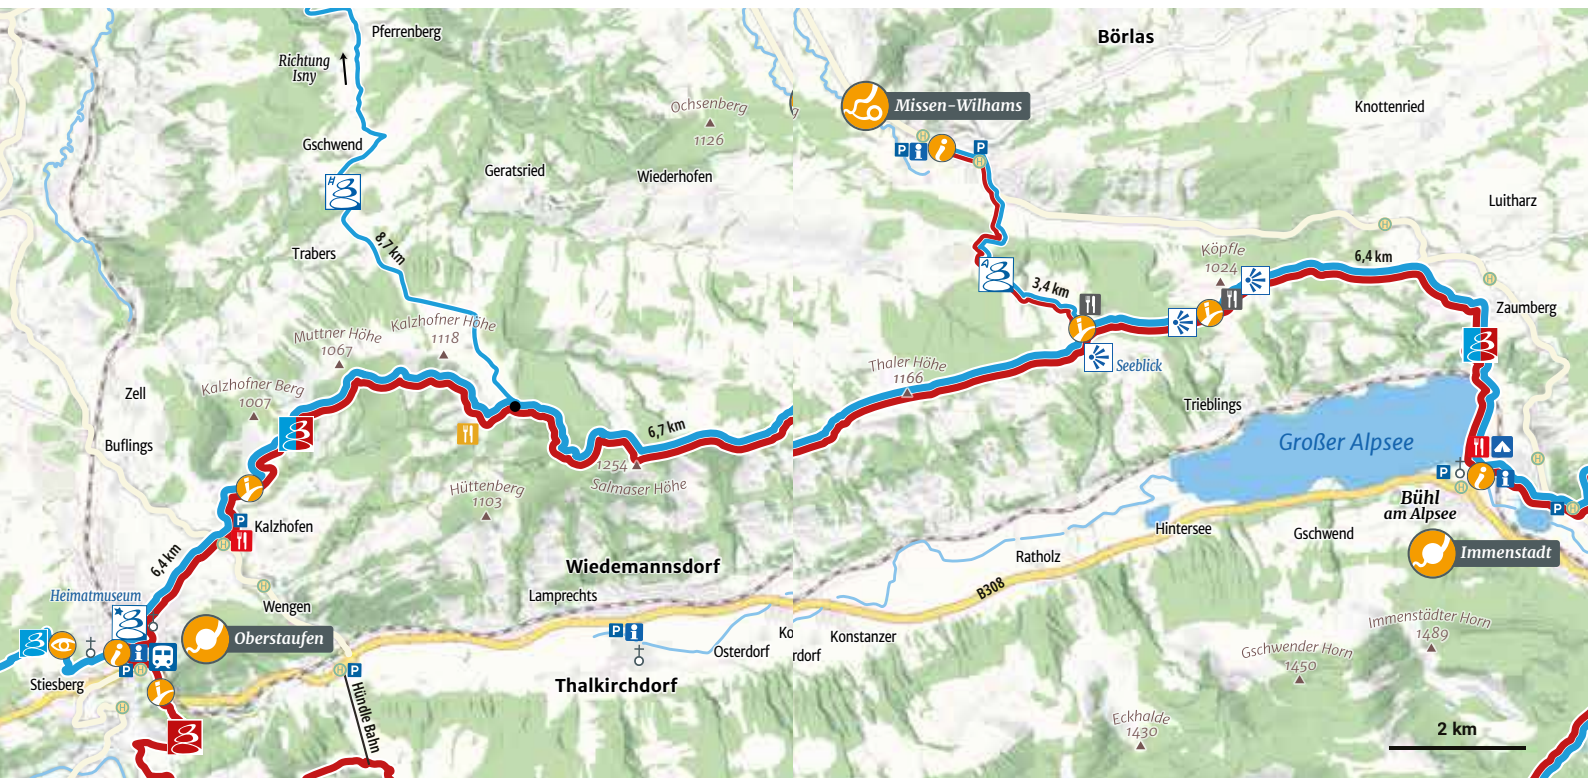 Pferrenberg
Richtung
Isny
Börlas
Missen-Wilhams
Knottenried
Ochsenberg
1126
Gschwend
Geratsried
Wiederhofen
Luitharz
Trabers
8,7 km
Köpfle
1024
6,4 km
3,4 km
Zaumberg
Muttner Höhe
1067
Kalzhofner Höhe
1118
Seeblick
Thaler Höhe
1166
Kalzhofner Berg
1007
Zell
Buflings
Trieblings
6,7 km
Großer Alpsee
1254
Salmaser Höhe
Hüttenberg
1103
Bühl
am Alpsee
Kalzhofen
Hintersee
Gschwend
Immenstadt
Ratholz
B308
6,4 km
Wiedemannsdorf
Lamprechts
Heimatmuseum
Wengen
Oberstaufen
Konstanzer
Ko
rdorf
Osterdorf
Immenstädter Horn
1489
Gschwender Horn
1450
Stiesberg
Thalkirchdorf
Hündle Bahn
Eckhalde
1430
2 km